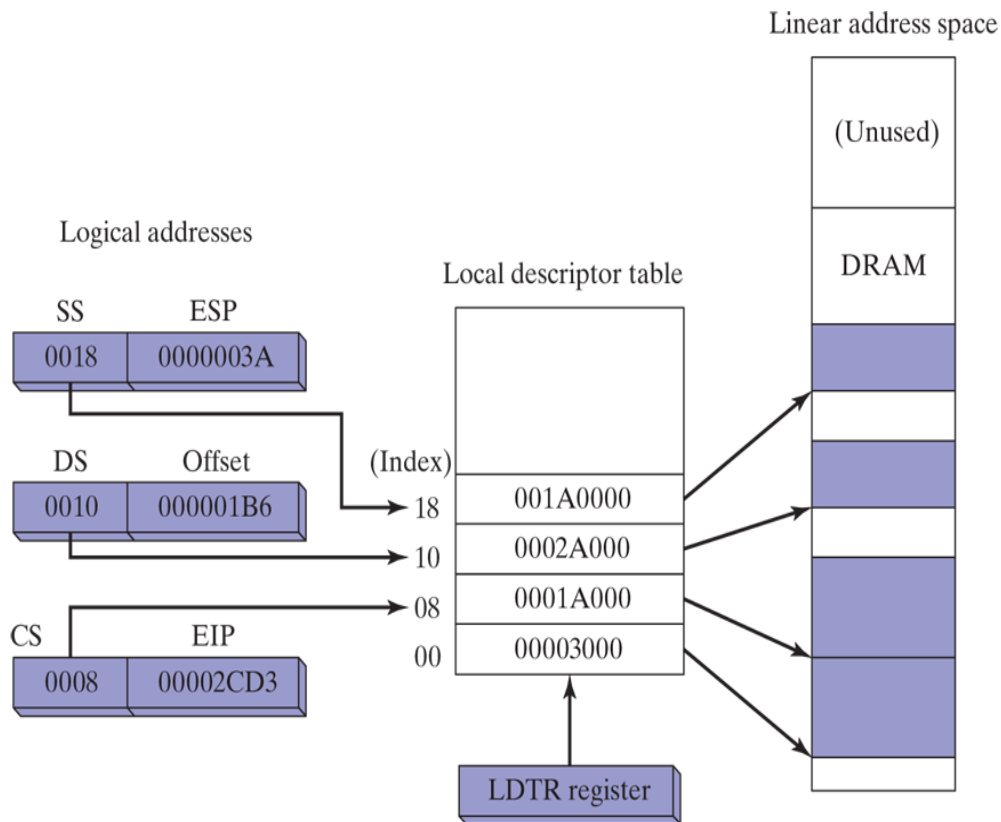 Linear address space
(Unused)
DRAM
Logical addresses
SS ESP
0018 0000003A
DS Offset
0010 000001B6
CS EIP
0008 00002CD3
Local descriptor table
(Index)
18 001A0000
10 0002A000
08 0001A000
00 00003000
LDTR register